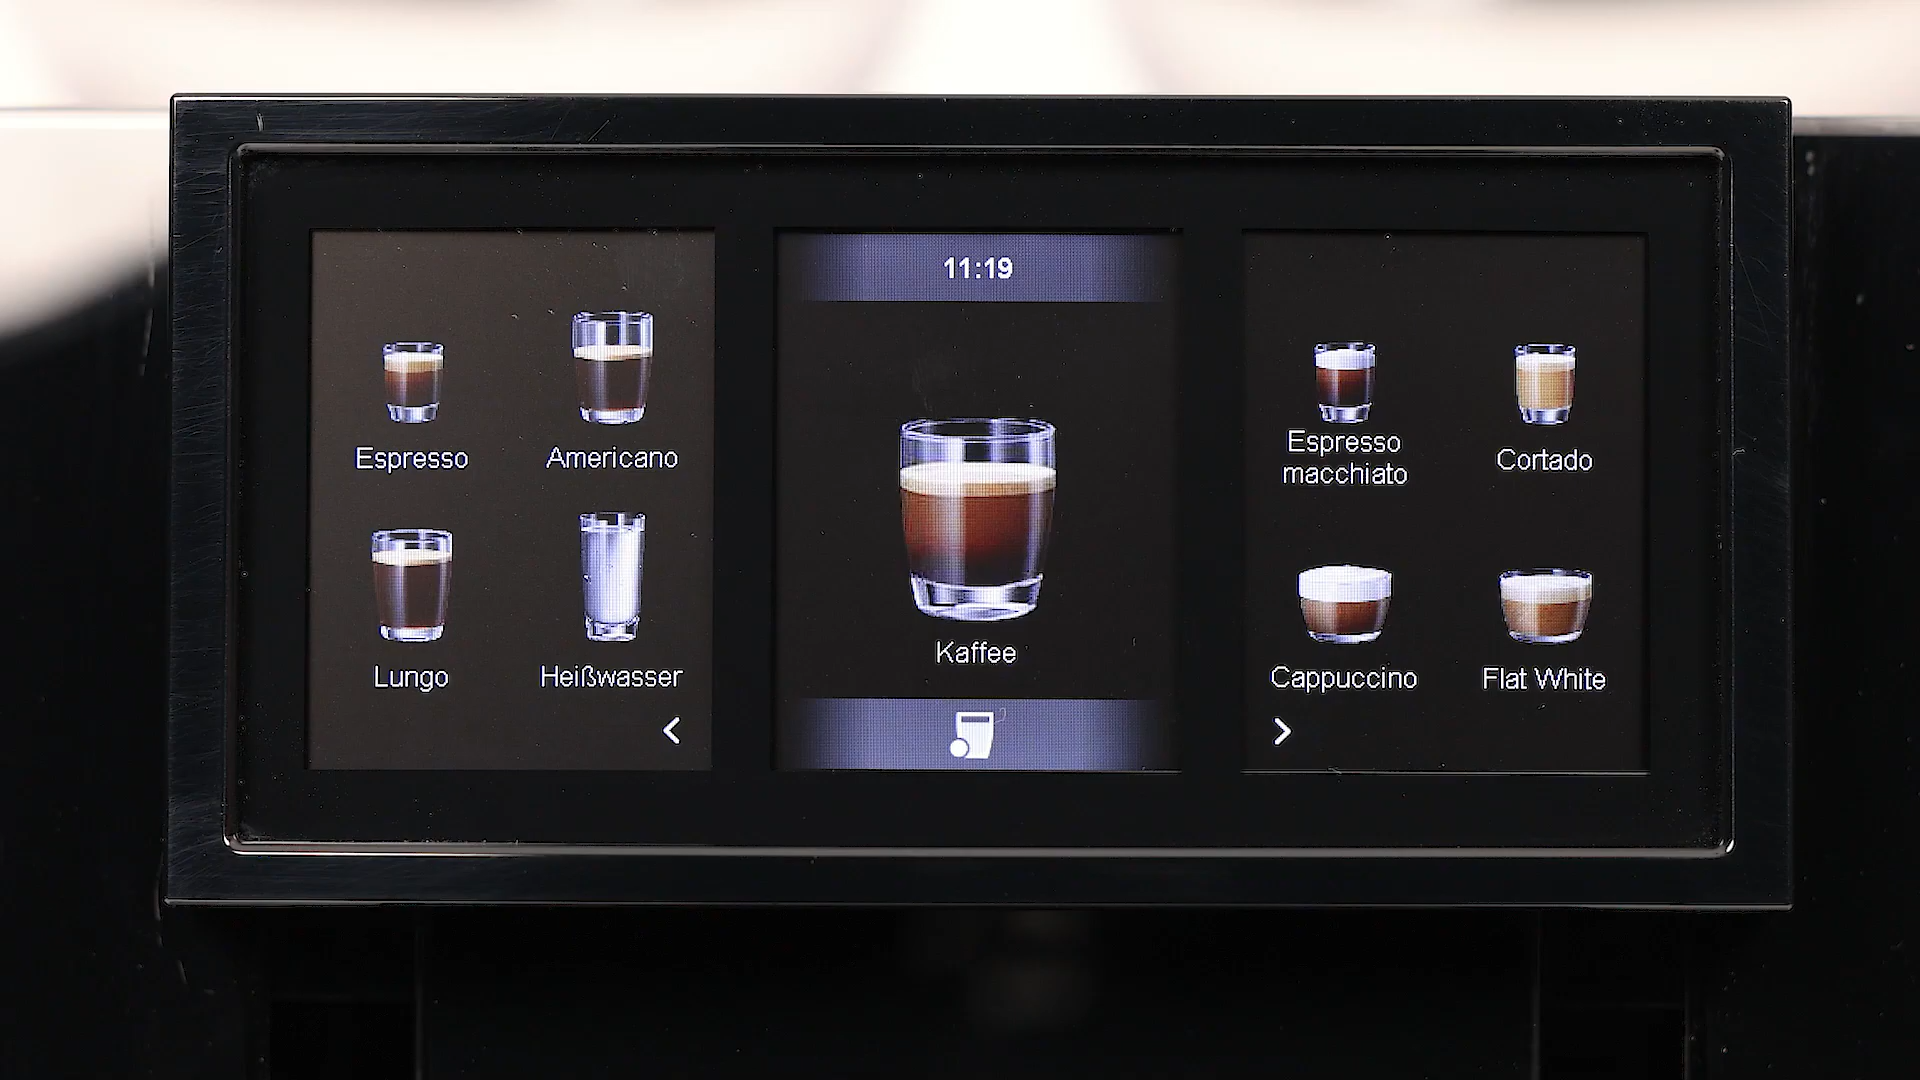 Espresso
Americano
Lungo
Heißwasser
11:19
Kaffee
Espresso
macchiato
Cortado
Cappuccino
Flat White